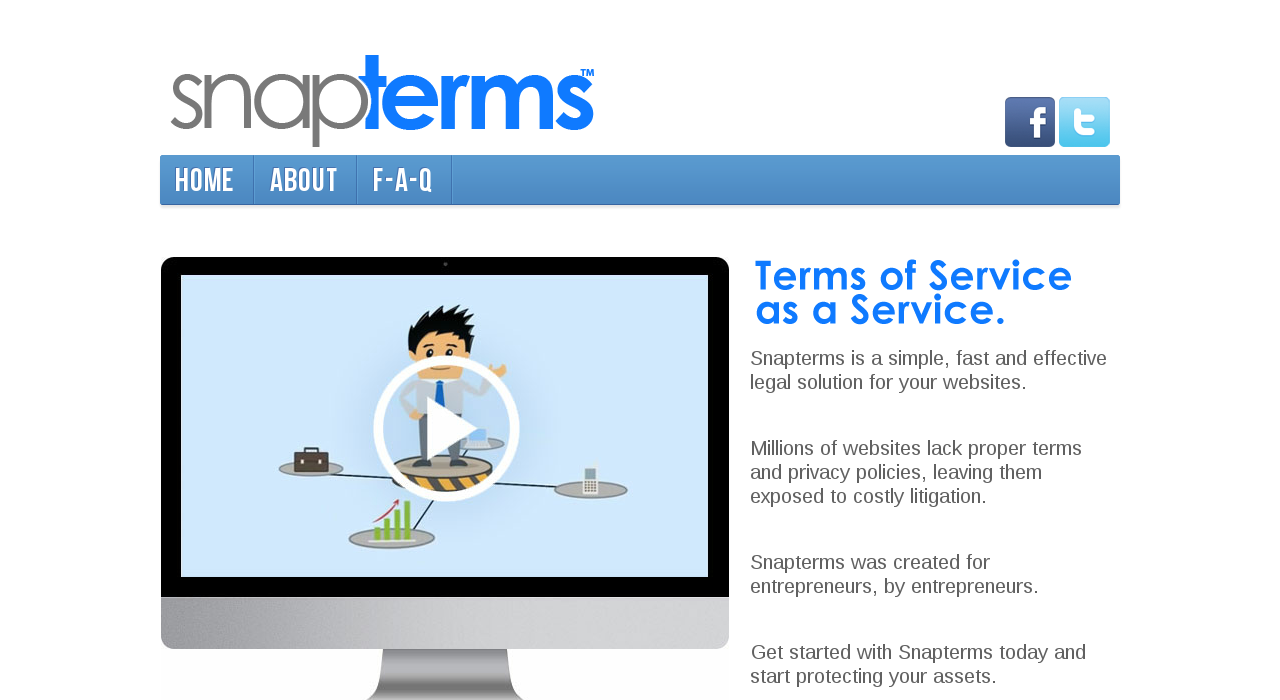 snapterms™
HOME ABOUT F-A-Q
Terms of Service
as a Service.
Snapterms is a simple, fast and effective
legal solution for your websites.
Millions of websites lack proper terms
and privacy policies, leaving them
exposed to costly litigation.
Snapterms was created for
entrepreneurs, by entrepreneurs.
Get started with Snapterms today and
start protecting your assets.